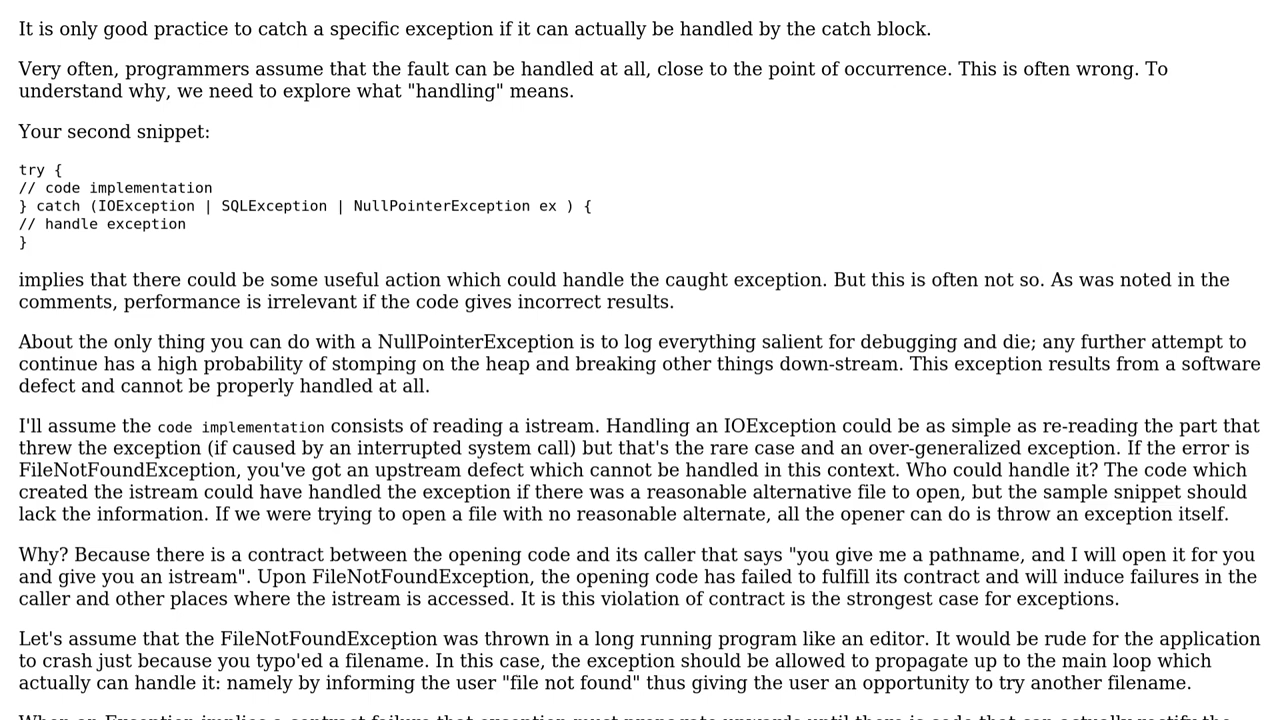 It is only good practice to catch a specific exception if it can actually be handled by the catch block.
Very often, programmers assume that the fault can be handled at all, close to the point of occurrence. This is often wrong. To
understand why, we need to explore what "handling" means.
Your second snippet:
try {
// code implementation
} catch (IOException | SQLException | NullPointerException ex ) {
// handle exception
}
implies that there could be some useful action which could handle the caught exception. But this is often not so. As was noted in the
comments, performance is irrelevant if the code gives incorrect results.
About the only thing you can do with a NullPointerException is to log everything salient for debugging and die; any further attempt to
continue has a high probability of stomping on the heap and breaking other things down-stream. This exception results from a software
defect and cannot be properly handled at all.
I'll assume the code implementation consists of reading a istream. Handling an IOException could be as simple as re-reading the part that
threw the exception (if caused by an interrupted system call) but that's the rare case and an over-generalized exception. If the error is
FileNotFoundException, you've got an upstream defect which cannot be handled in this context. Who could handle it? The code which
created the istream could have handled the exception if there was a reasonable alternative file to open, but the sample snippet should
lack the information. If we were trying to open a file with no reasonable alternate, all the opener can do is throw an exception itself.
Why? Because there is a contract between the opening code and its caller that says "you give me a pathname, and I will open it for you
and give you an istream". Upon FileNotFoundException, the opening code has failed to fulfill its contract and will induce failures in the
caller and other places where the istream is accessed. It is this violation of contract is the strongest case for exceptions.
Let's assume that the FileNotFoundException was thrown in a long running program like an editor. It would be rude for the application
to crash just because you typo'ed a filename. In this case, the exception should be allowed to propagate up to the main loop which
actually can handle it: namely by informing the user "file not found" thus giving the user an opportunity to try another filename.
When an Exception implies a contract failure that exception must propagate upwards until there is code that can actually rectify the